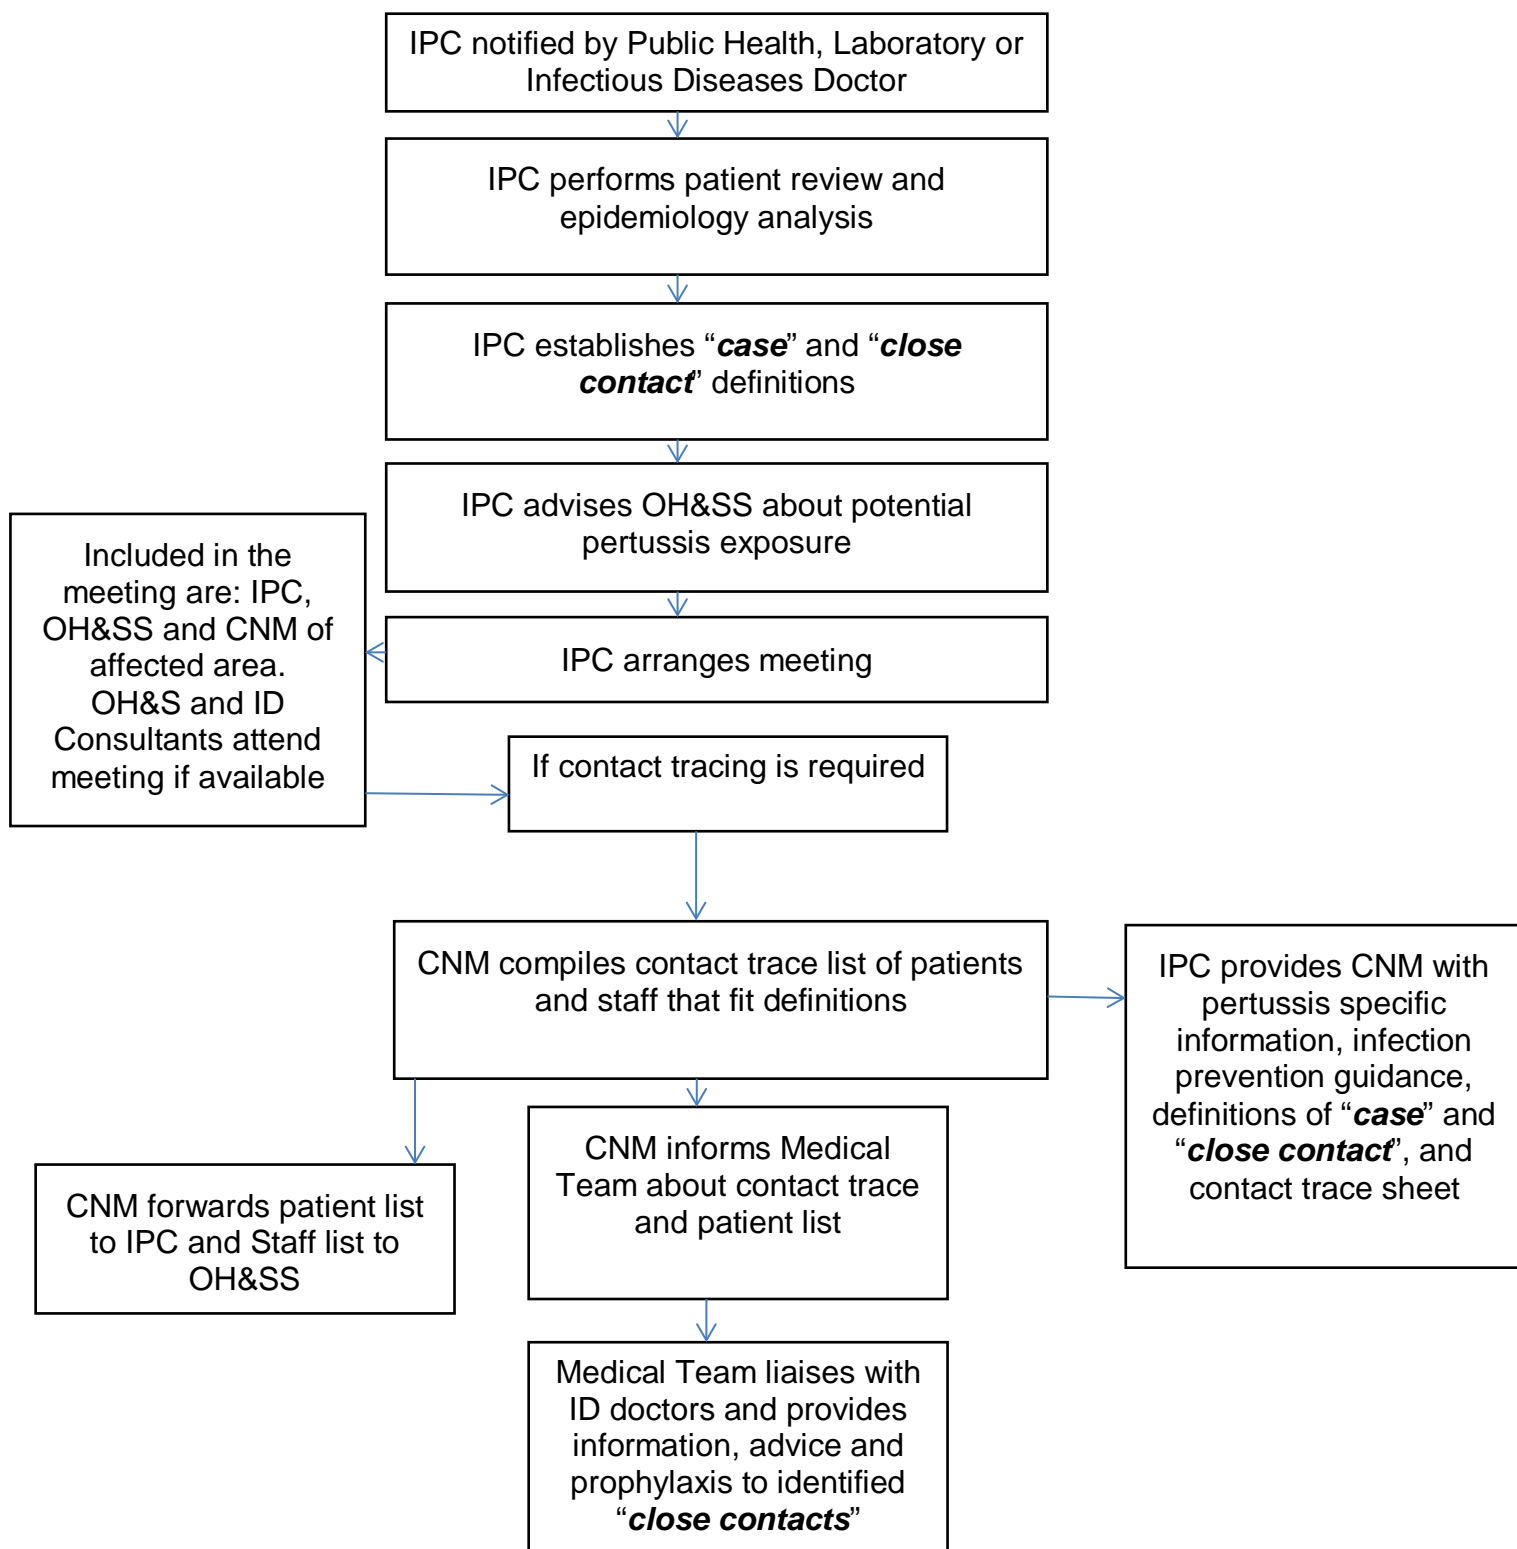 IPC notified by Public Health, Laboratory or
Infectious Diseases Doctor
IPC performs patient review and
epidemiology analysis
IPC establishes “case” and “close
contact” definitions
IPC advises OH&SS about potential
pertussis exposure
IPC arranges meeting
Included in the
meeting are: IPC,
OH&SS and CNM of
affected area.
OH&S and ID
Consultants attend
meeting if available
If contact tracing is required
CNM compiles contact trace list of patients
and staff that fit definitions
IPC provides CNM with
pertussis specific
information, infection
prevention guidance,
definitions of “case” and
“close contact”, and
contact trace sheet
CNM forwards patient list
to IPC and Staff list to
OH&SS
CNM informs Medical
Team about contact trace
and patient list
Medical Team liaises with
ID doctors and provides
information, advice and
prophylaxis to identified
“close contacts”